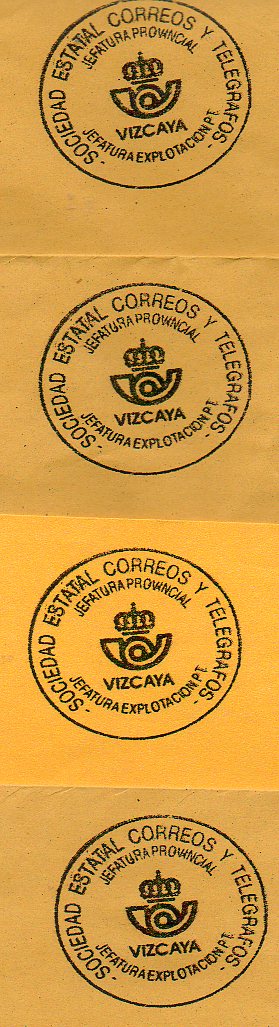 SOCIEDAD ESTATAL CORREOS Y TELEGRAFOS
JEFATURA PROVINCIAL
VIZCAYA
JEFATURA EXPLOTACION P.T.
-SOCIEDAD ESTATAL CORREOS Y TELEGRAFOS-
JEFATURA PROVINCIAL
VIZCAYA
JEFATURA EXPLOTACION P.T.
-SOCIEDAD ESTATAL CORREOS Y TELEGRAFOS-
JEFATURA PROVINCIAL
VIZCAYA
JEFATURA EXPLOTACION P.T.
-SOCIEDAD ESTATAL CORREOS Y TELEGRAFOS-
JEFATURA PROVINCIAL
VIZCAYA
JEFATURA EXPLOTACION P.T.